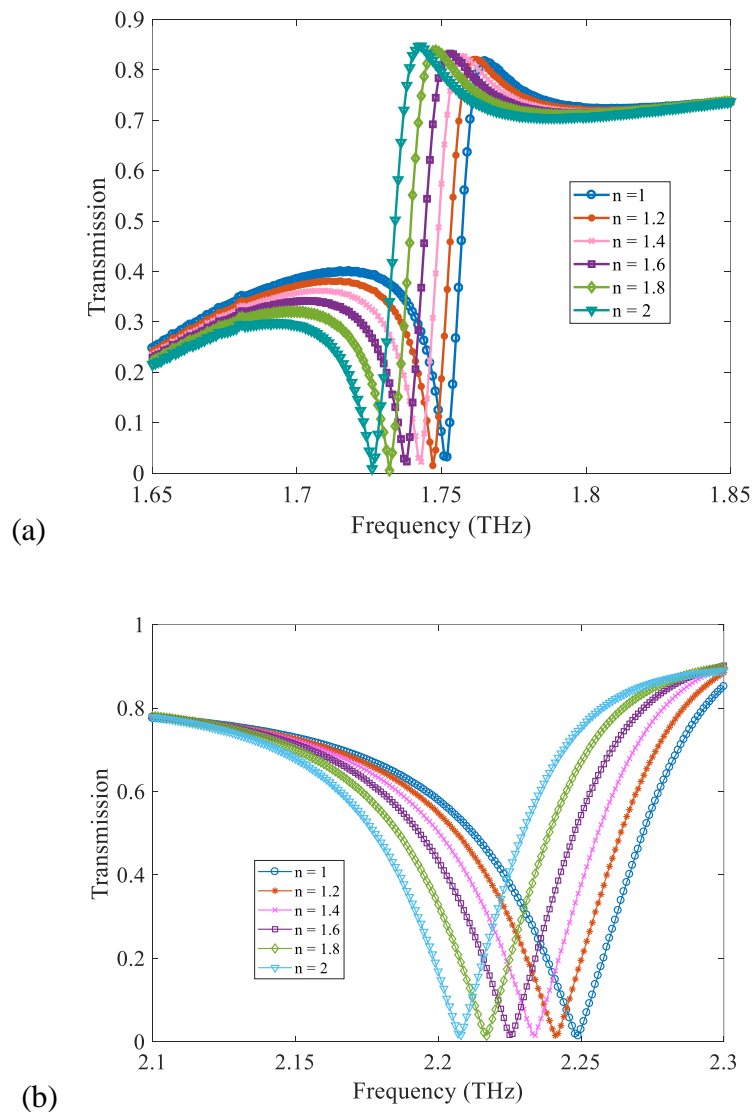 0.9
0.8
0.7
0.6
0.5
0.4
0.3
0.2
0.1
0
Transmission
n =1
n = 1.2
n = 1.4
n = 1.6
n = 1.8
n = 2
1.65 1.7 1.75 1.8 1.85
Frequency (THz)
(a)
1
0.8
0.6
0.4
0.2
0
Transmission
n = 1
n = 1.2
n = 1.4
n = 1.6
n = 1.8
n = 2
2.1 2.15 2.2 2.25 2.3
Frequency (THz)
(b)